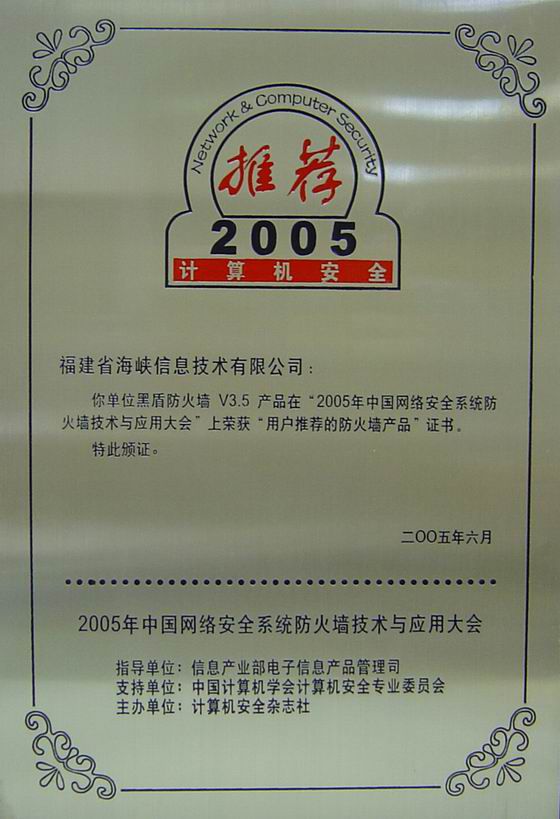 Network & Computer Security
推荐
2005
计算机安全
福建省海峡信息技术有限公司：
你单位黑盾防火墙 V3.5 产品在“2005年中国网络安全系统防
火墙技术与应用大会”上荣获“用户推荐的防火墙产品”证书。
特此颁证。
二OO五年六月
2005年中国网络安全系统防火墙技术与应用大会
指导单位：信息产业部电子信息产品管理司
支持单位：中国计算机学会计算机安全专业委员会
主办单位：计算机安全杂志社